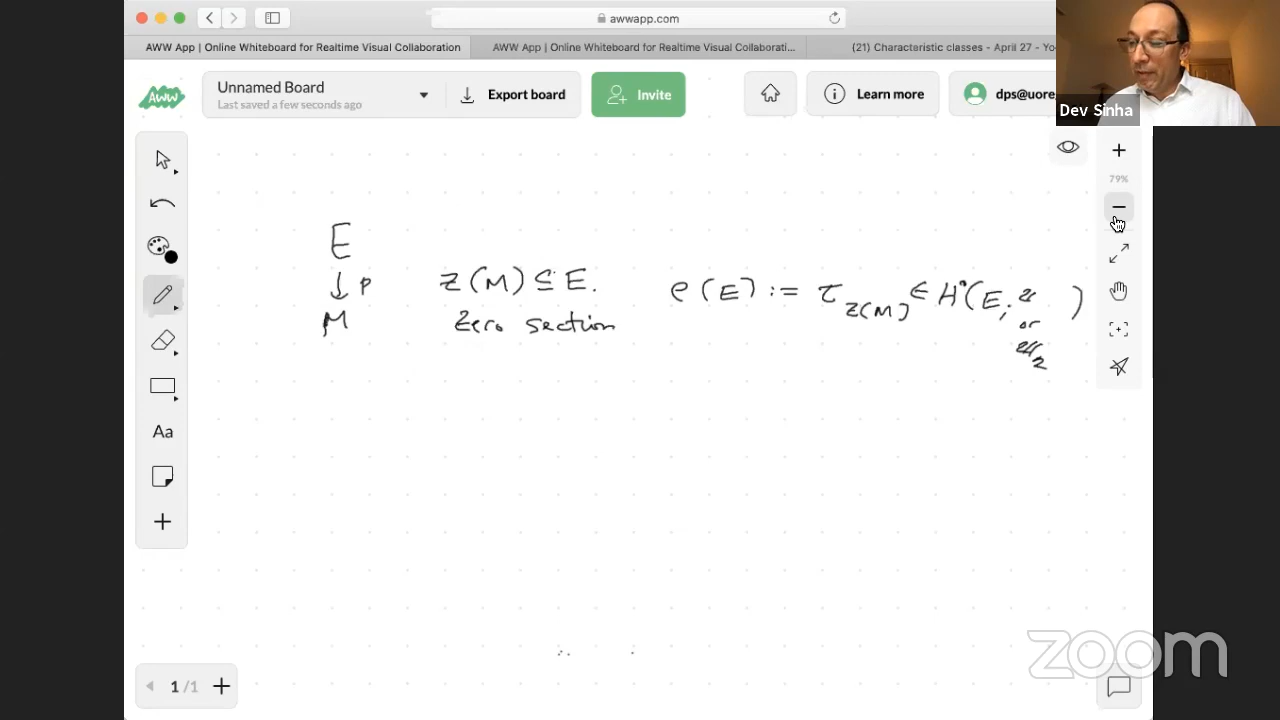 awwapp.com
AWW App | Online Whiteboard for Realtime Visual Collaboration
AWW App | Online Whiteboard for Realtime Visual Collaborati...
(21) Characteristic classes - April 27 - Yo
AWW
Unnamed Board
Last saved a few seconds ago
Export board
Invite
Learn more
dps@uore
Dev Sinha
79%
E
↓ p
M
z(M) ⊆ E.
Zero section
e(E) := τ_{z(M)} ∈ Hⁿ(E; ℤ or ℤ/2)
Aa
1/1
zoom